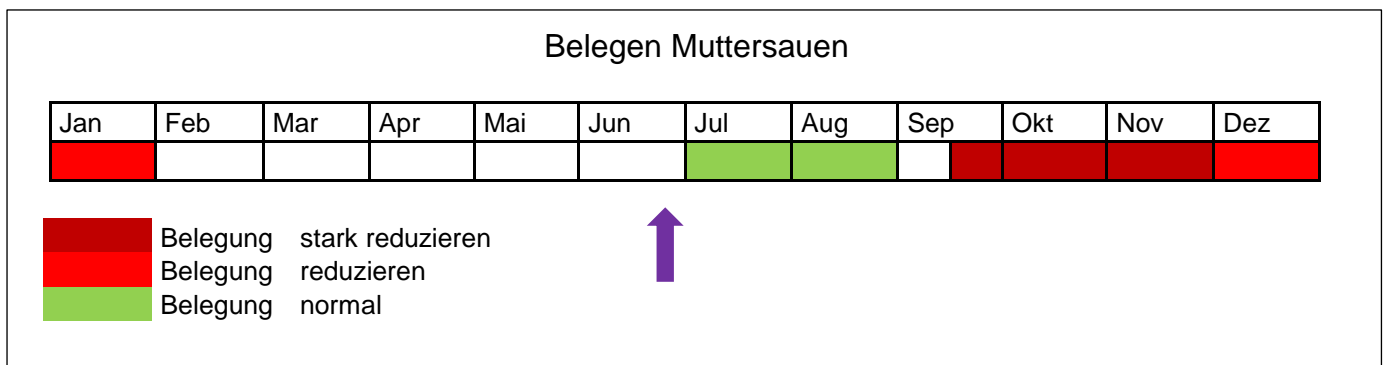 Belegen Muttersauen
Jan Feb Mar Apr Mai Jun Jul Aug Sep Okt Nov Dez
Belegung stark reduzieren
Belegung reduzieren
Belegung normal